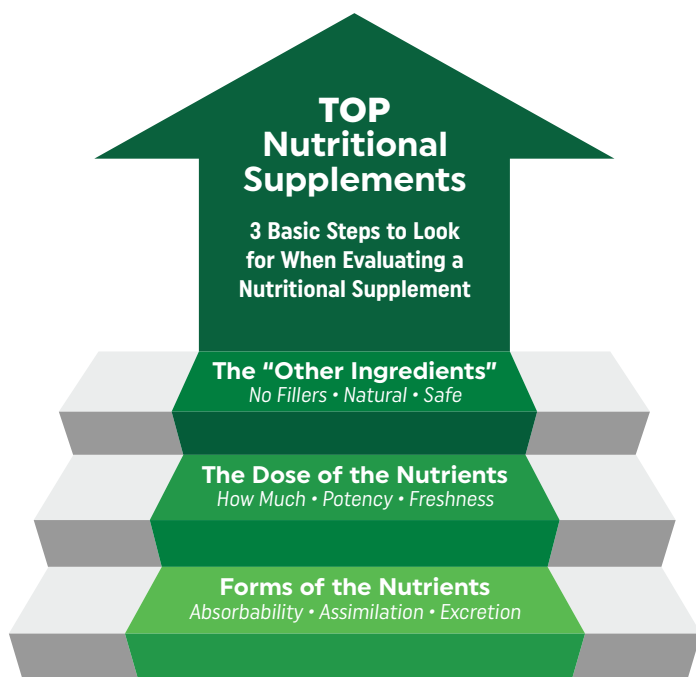 TOP
Nutritional
Supplements
3 Basic Steps to Look
for When Evaluating a
Nutritional Supplement
The “Other Ingredients”
No Fillers • Natural • Safe
The Dose of the Nutrients
How Much • Potency • Freshness
Forms of the Nutrients
Absorbability • Assimilation • Excretion